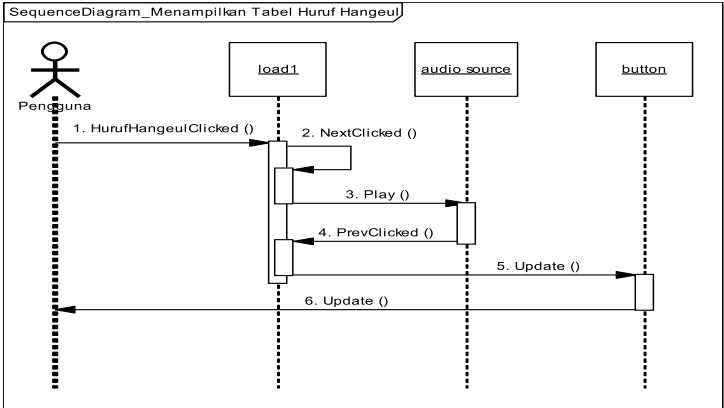 SequenceDiagram_Menampilkan Tabel Huruf Hangeul
load1
audio source
button
Pengguna
1. HurufHangeulClicked ()
2. NextClicked ()
3. Play ()
4. PrevClicked ()
5. Update ()
6. Update ()